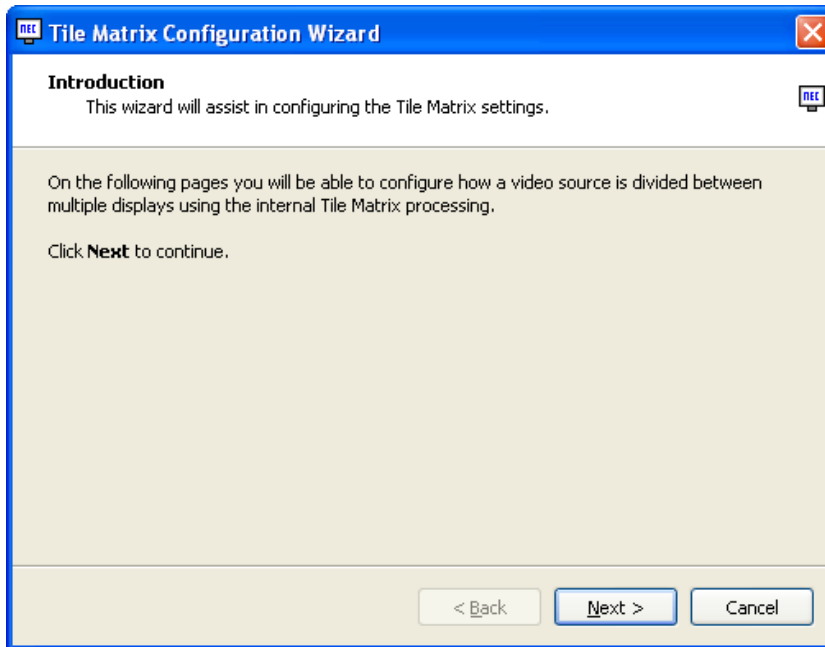 NEC Tile Matrix Configuration Wizard
Introduction
This wizard will assist in configuring the Tile Matrix settings.
NEC
On the following pages you will be able to configure how a video source is divided between
multiple displays using the internal Tile Matrix processing.
Click Next to continue.
< Back Next > Cancel